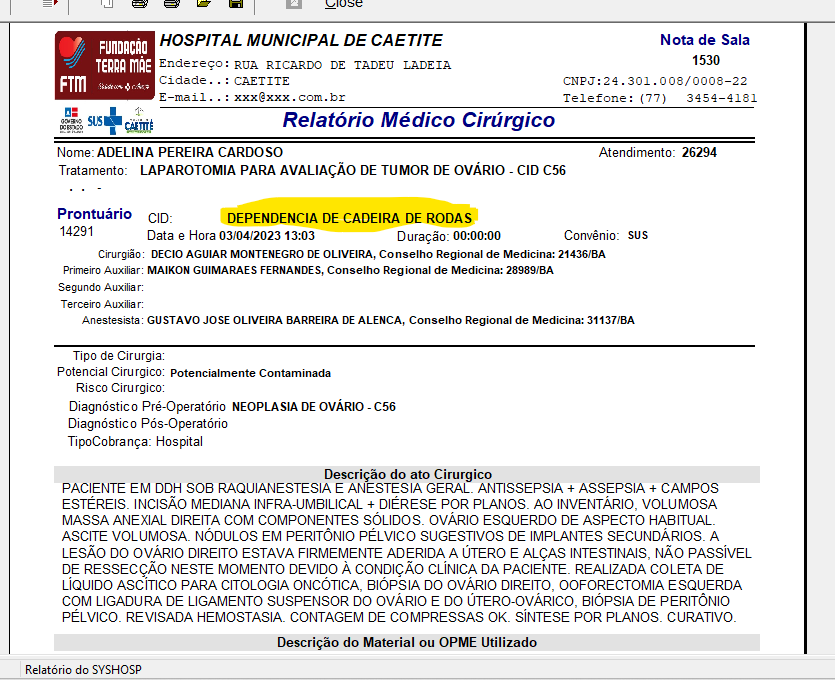 Close
FUNDAÇÃO
TERRA MÃE
FTM
HOSPITAL MUNICIPAL DE CAETITE
Nota de Sala
1530
Endereço: RUA RICARDO DE TADEU LADEIA
Cidade..: CAETITE
CNPJ:24.301.008/0008-22
E-mail..: xxx@xxx.com.br
Telefone:(77) 3454-4181
SUS
CAETITÉ
Relatório Médico Cirúrgico
Nome: ADELINA PEREIRA CARDOSO Atendimento: 26294
Tratamento: LAPAROTOMIA PARA AVALIAÇÃO DE TUMOR DE OVÁRIO - CID C56
. . -
Prontuário CID: DEPENDENCIA DE CADEIRA DE RODAS
14291 Data e Hora 03/04/2023 13:03 Duração: 00:00:00 Convênio: SUS
Cirurgião: DECIO AGUIAR MONTENEGRO DE OLIVEIRA, Conselho Regional de Medicina: 21436/BA
Primeiro Auxiliar: MAIKON GUIMARAES FERNANDES, Conselho Regional de Medicina: 28989/BA
Segundo Auxiliar:
Terceiro Auxiliar:
Anestesista: GUSTAVO JOSE OLIVEIRA BARREIRA DE ALENCA, Conselho Regional de Medicina: 31137/BA
Tipo de Cirurgia:
Potencial Cirurgico: Potencialmente Contaminada
Risco Cirurgico:
Diagnóstico Pré-Operatório NEOPLASIA DE OVÁRIO - C56
Diagnóstico Pós-Operatório
TipoCobrança: Hospital
Descrição do ato Cirurgico
PACIENTE EM DDH SOB RAQUIANESTESIA E ANESTESIA GERAL. ANTISSEPSIA + ASSEPSIA + CAMPOS
ESTÉREIS. INCISÃO MEDIANA INFRA-UMBILICAL + DIÉRESE POR PLANOS. AO INVENTÁRIO, VOLUMOSA
MASSA ANEXIAL DIREITA COM COMPONENTES SÓLIDOS. OVÁRIO ESQUERDO DE ASPECTO HABITUAL.
ASCITE VOLUMOSA. NÓDULOS EM PERITÔNIO PÉLVICO SUGESTIVOS DE IMPLANTES SECUNDÁRIOS. A
LESÃO DO OVÁRIO DIREITO ESTAVA FIRMEMENTE ADERIDA A ÚTERO E ALÇAS INTESTINAIS, NÃO PASSÍVEL
DE RESSECÇÃO NESTE MOMENTO DEVIDO À CONDIÇÃO CLÍNICA DA PACIENTE. REALIZADA COLETA DE
LÍQUIDO ASCÍTICO PARA CITOLOGIA ONCÓTICA, BIÓPSIA DO OVÁRIO DIREITO, OOFORECTOMIA ESQUERDA
COM LIGADURA DE LIGAMENTO SUSPENSOR DO OVÁRIO E DO ÚTERO-OVÁRICO, BIÓPSIA DE PERITÔNIO
PÉLVICO. REVISADA HEMOSTASIA. CONTAGEM DE COMPRESSAS OK. SÍNTESE POR PLANOS. CURATIVO.
Descrição do Material ou OPME Utilizado
Relatório do SYSHOSP